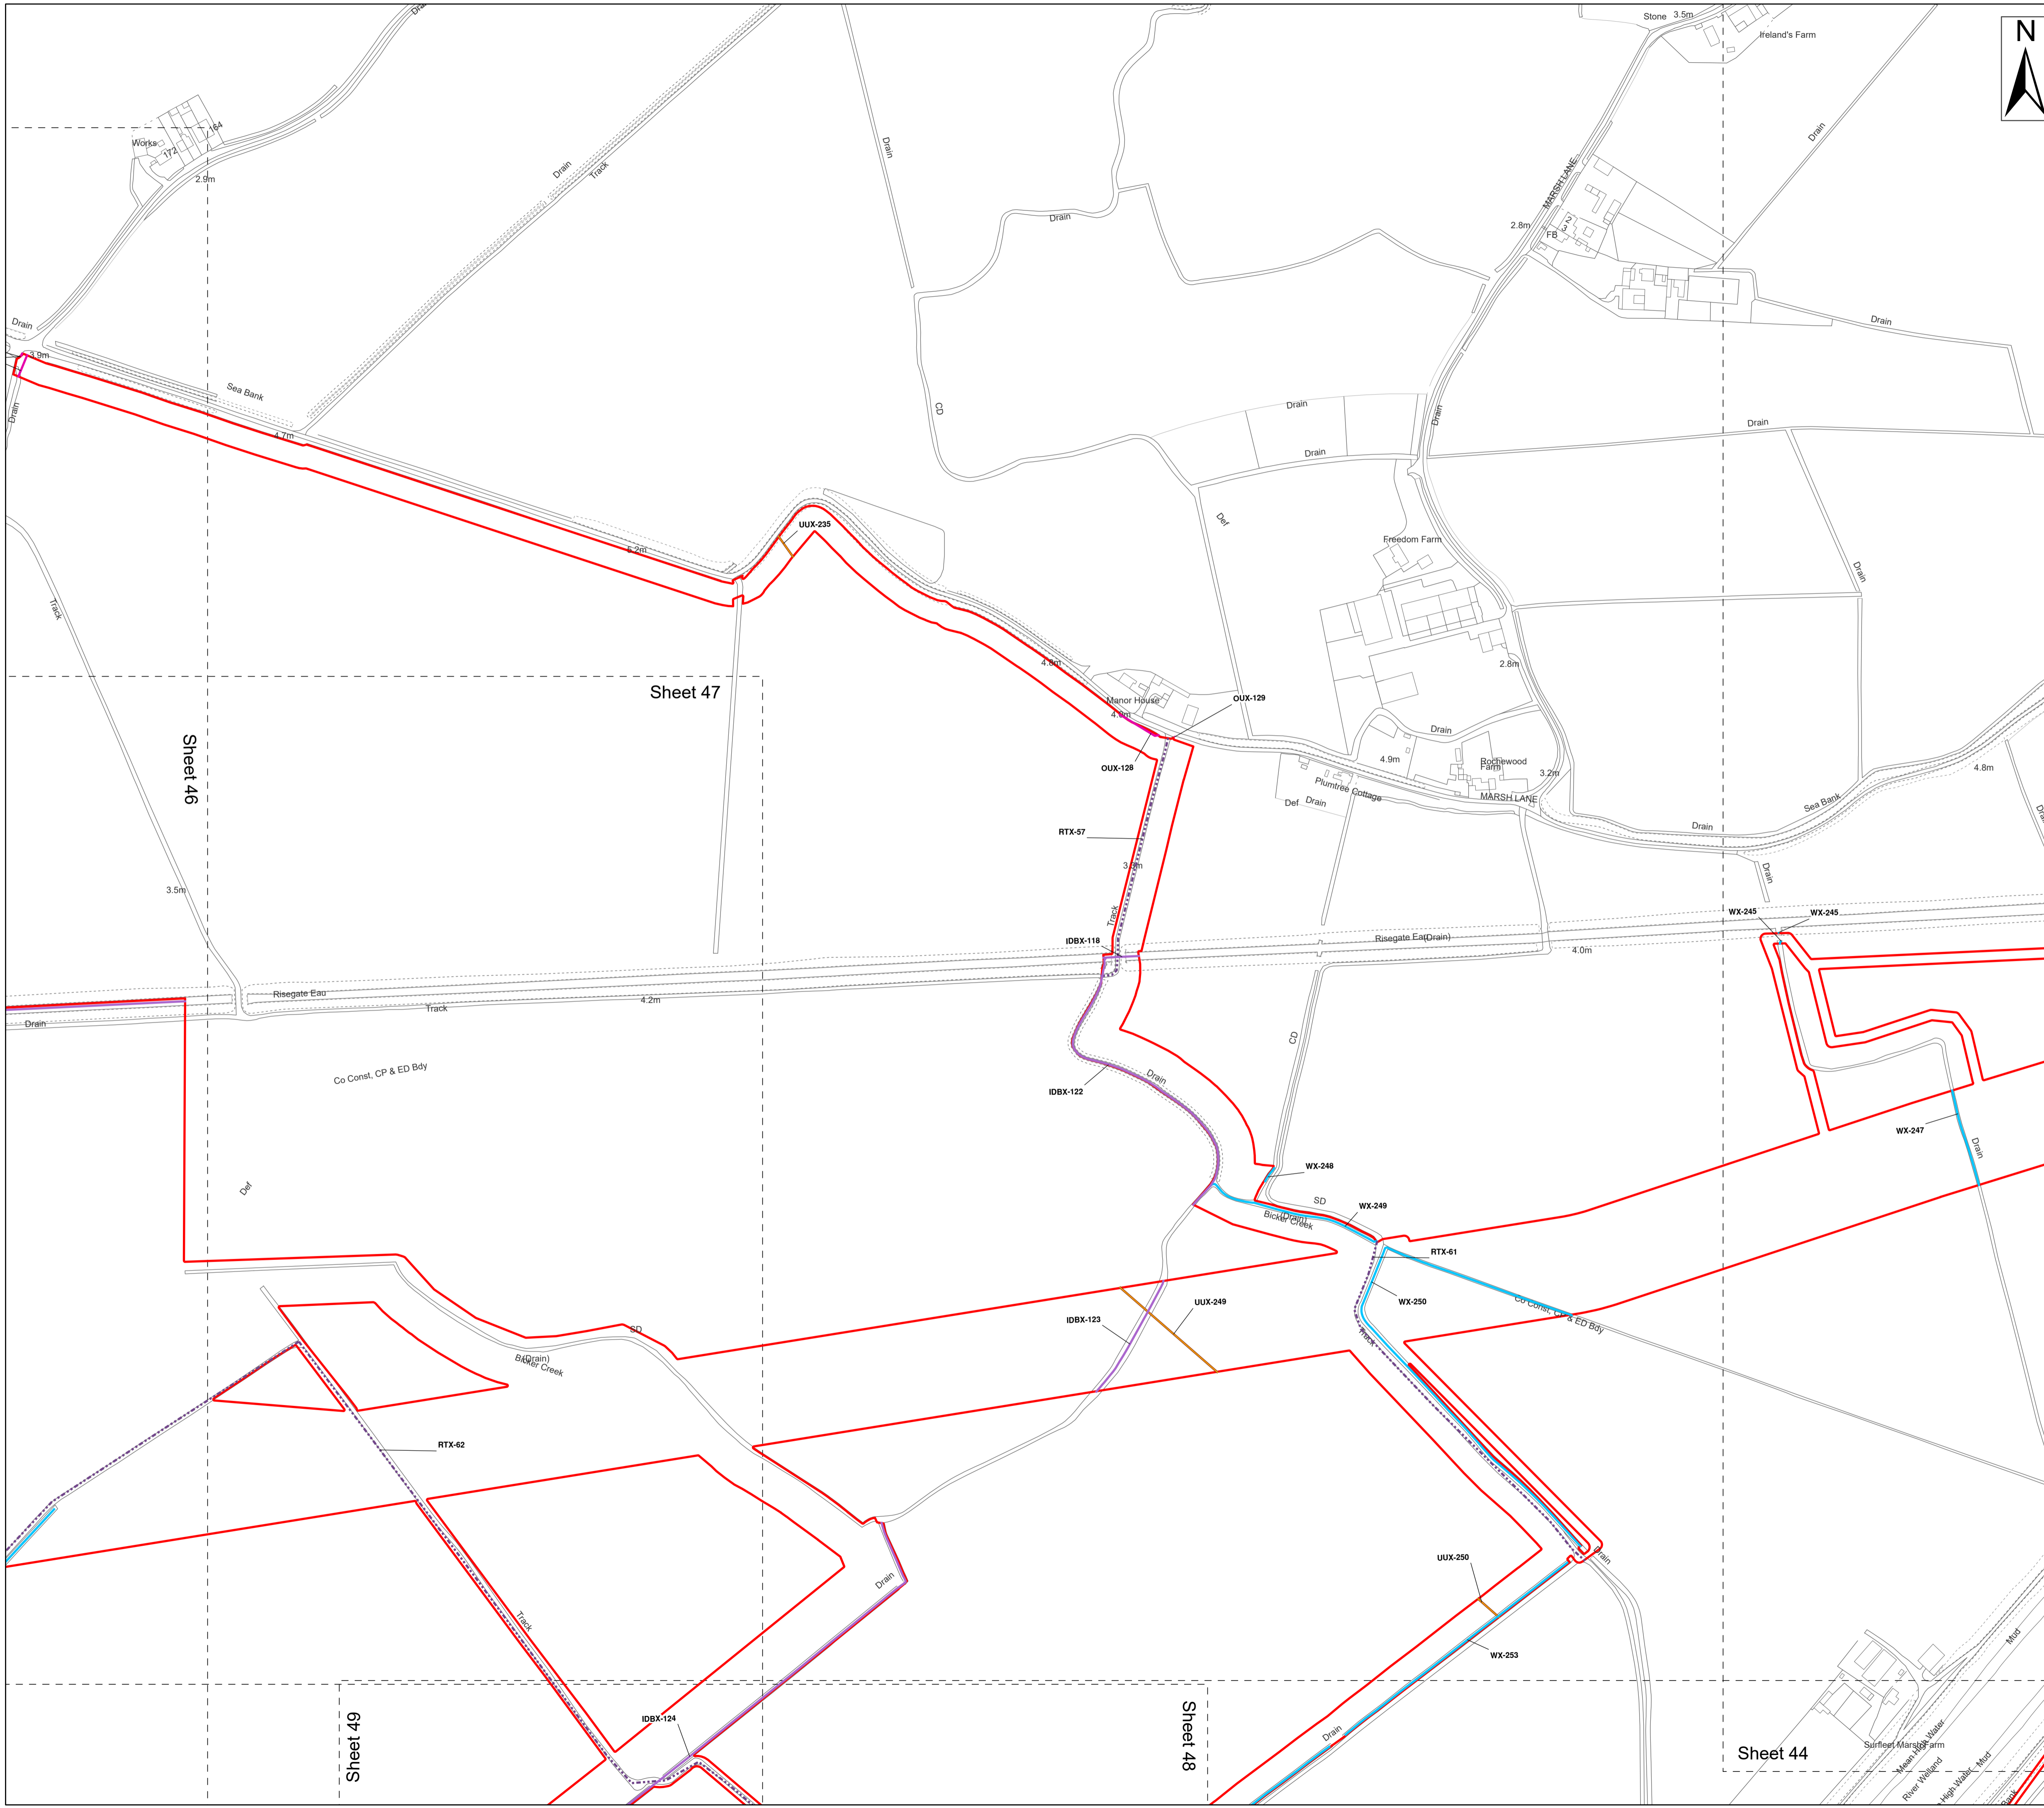 N
Stone
3.5m
Ireland's Farm
Drain
Works
164
172
2.9m
Drain
Track
Drain
Drain
MARSH LANE
2.8m
FB
2
3
Drain
Drain
Drain
3.9m
Drain
Sea Bank
4.7m
CD
Drain
Drain
Drain
Drain
5.2m
UUX-235
Def
Freedom Farm
Drain
Track
2.8m
4.8m
Sheet 47
Sheet 46
Manor House
OUX-129
OUX-128
Drain
4.9m
Rochewood
Farm
3.2m
Plumtree Cottage
MARSH LANE
Def
Drain
Sea Bank
4.8m
Drain
Drain
RTX-57
Track
3.5m
Drain
WX-245
WX-245
IDBX-118
Risegate Eau
(Drain)
4.0m
Risegate Eau
4.2m
Track
Drain
CD
Co Const, CP & ED Bdy
Drain
IDBX-122
WX-247
Drain
Def
WX-248
SD
WX-249
(Drain)
Bicker Creek
RTX-61
WX-250
UUX-249
IDBX-123
Co Const, CP & ED Bdy
Track
SD
(Drain)
Bicker Creek
RTX-62
UUX-250
Drain
Drain
Track
WX-253
Mud
IDBX-124
Sheet 49
Sheet 48
Drain
Sheet 44
Surfleet Marsh Farm
Mean High Water
River Welland
Mud
High Water
Bank